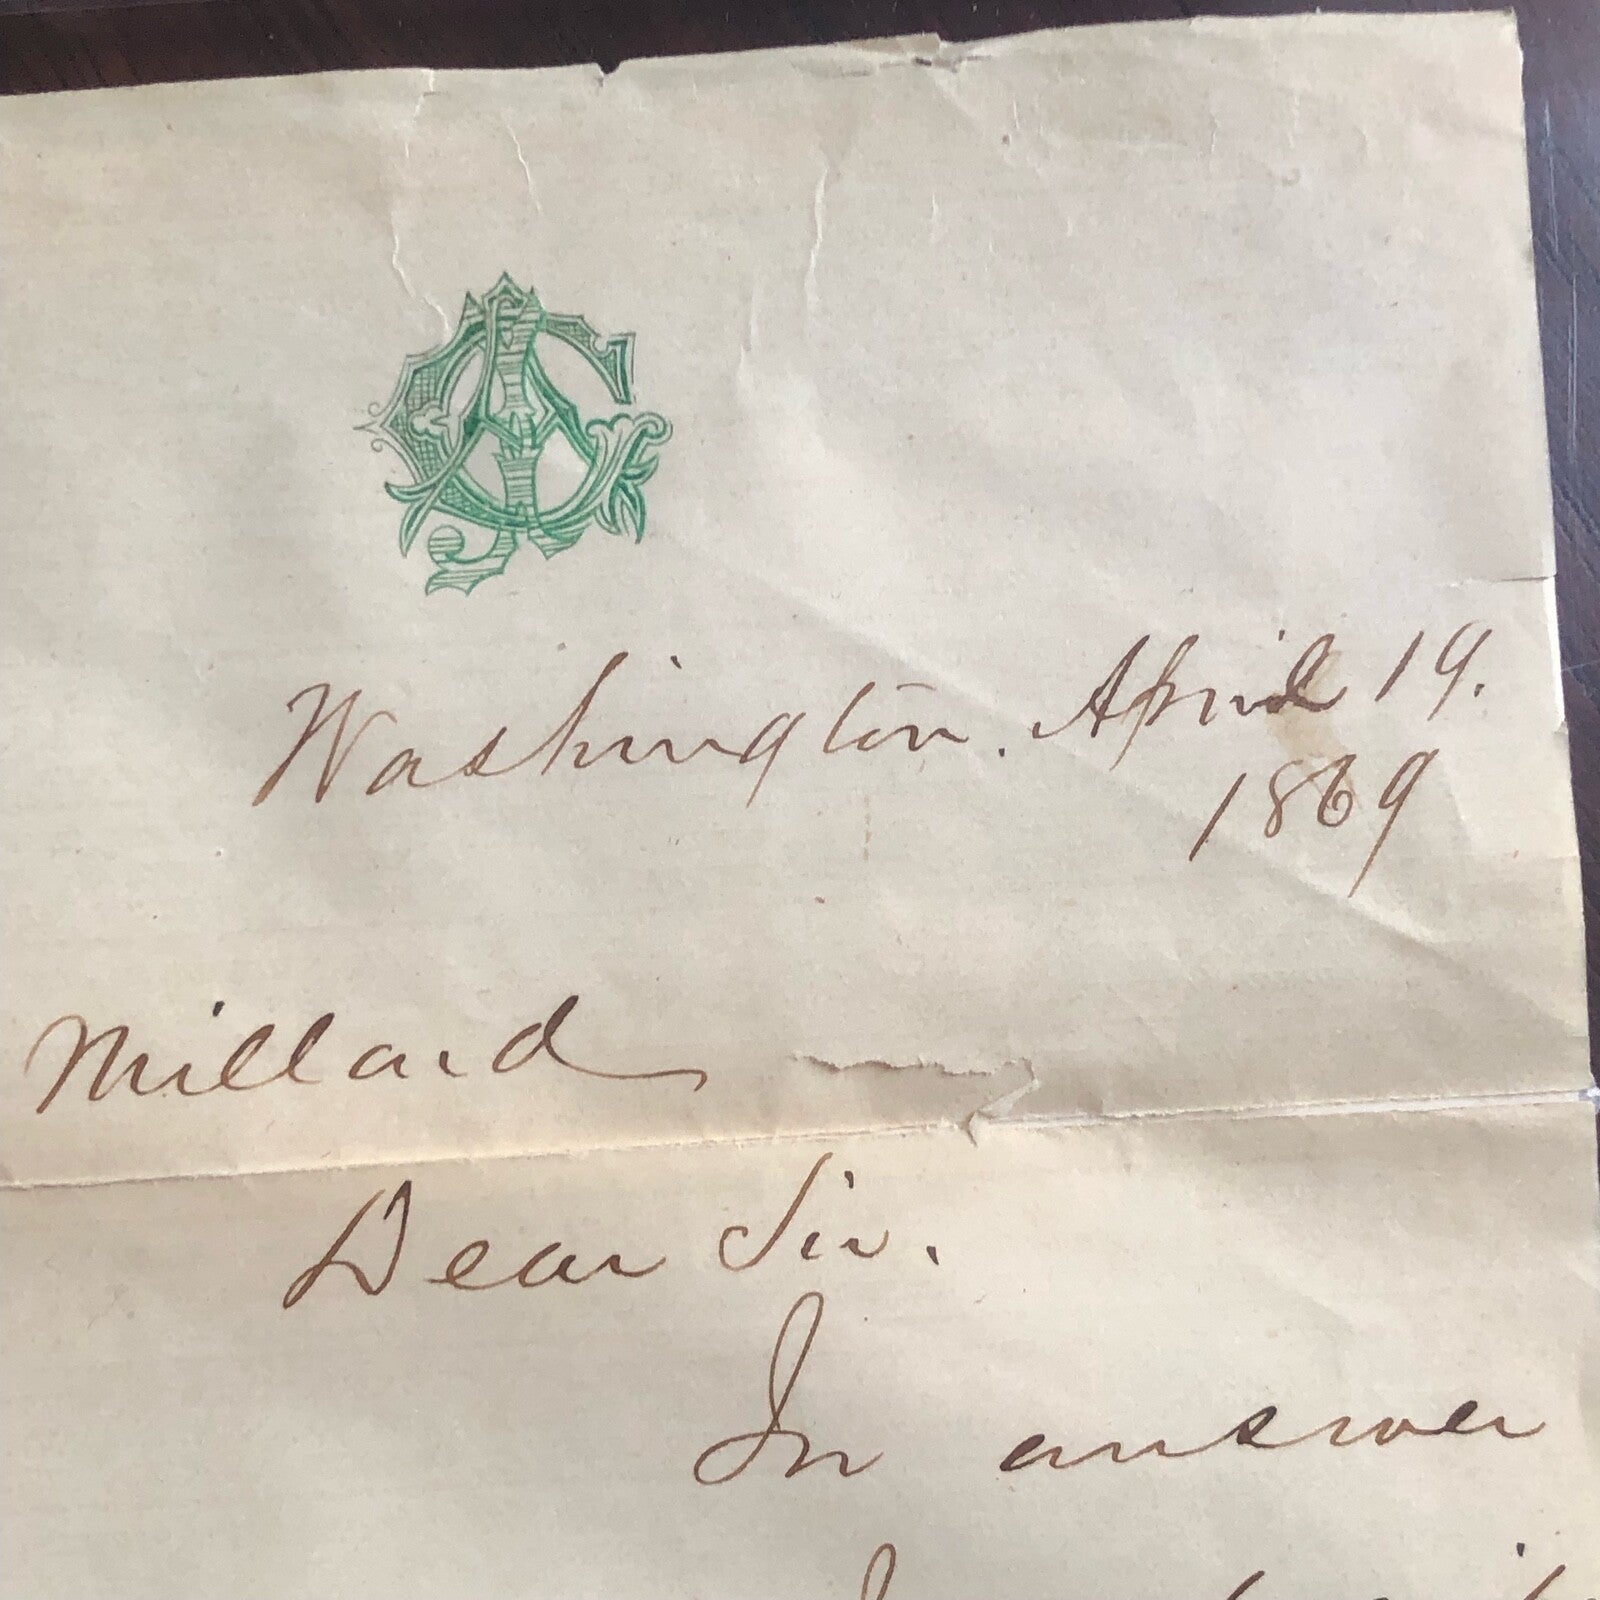 Washington. April 19.
1869
Millard
Dear Sir.
In answer